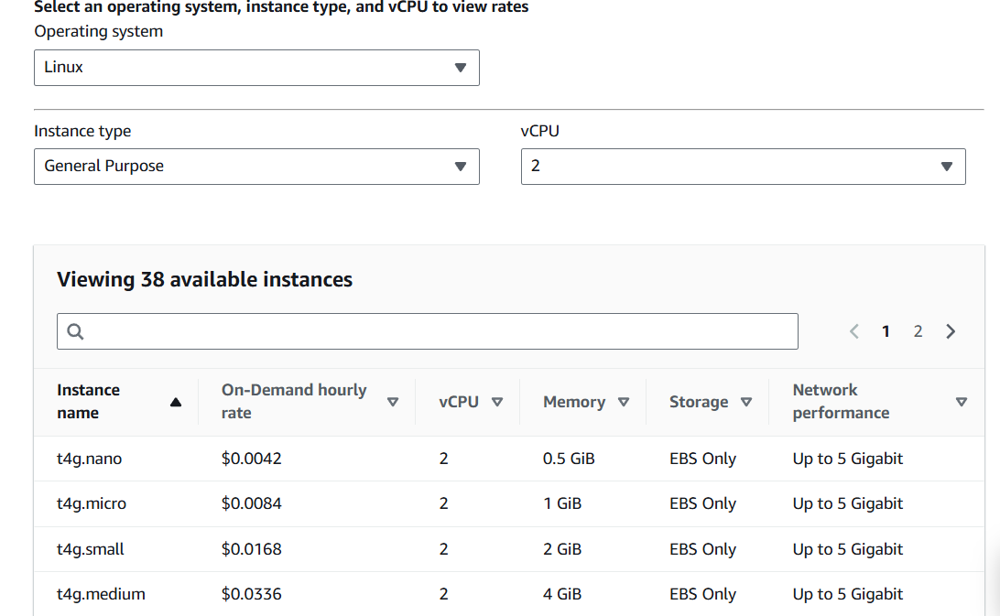 Select an operating system, instance type, and vCPU to view rates
Operating system
Linux
Instance type
vCPU
General Purpose
2
Viewing 38 available instances
1 2
Instance name On-Demand hourly rate vCPU Memory Storage Network performance
t4g.nano $0.0042 2 0.5 GiB EBS Only Up to 5 Gigabit
t4g.micro $0.0084 2 1 GiB EBS Only Up to 5 Gigabit
t4g.small $0.0168 2 2 GiB EBS Only Up to 5 Gigabit
t4g.medium $0.0336 2 4 GiB EBS Only Up to 5 Gigabit